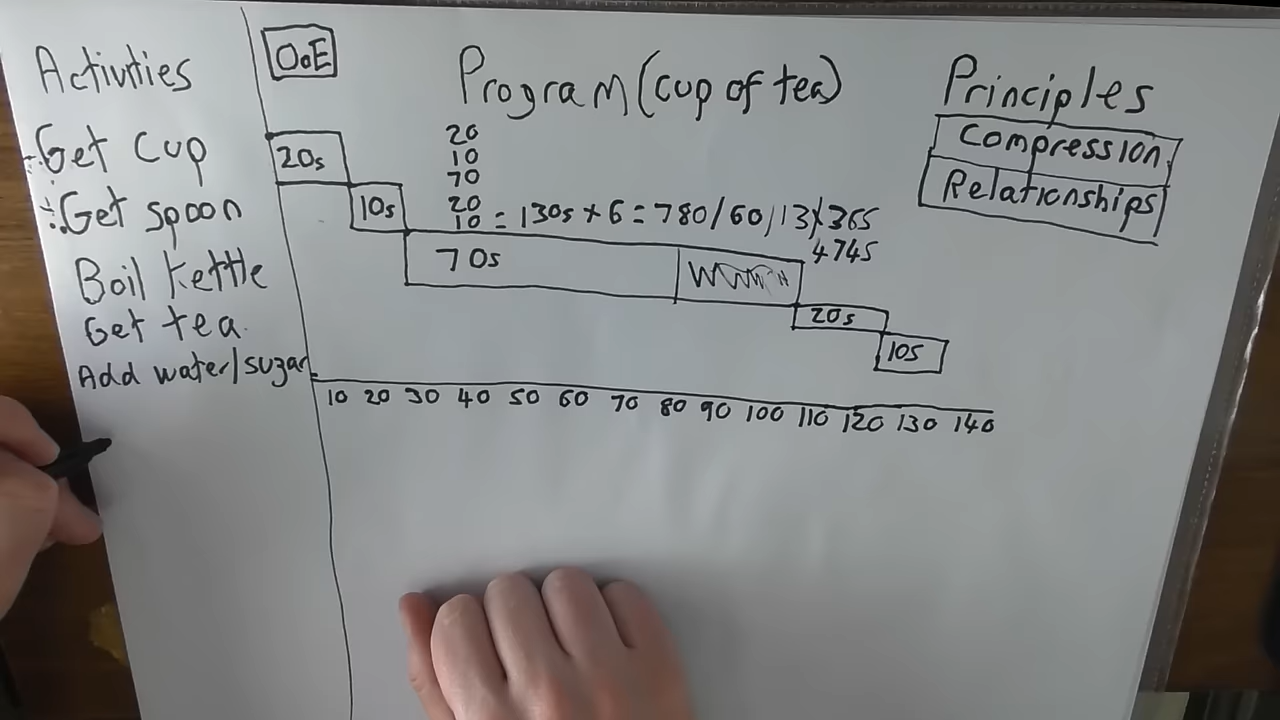 Activties
OoE
Program (cup of tea)
Principles
Compression
Relationships
Get cup
Get spoon
Boil kettle
Get tea
Add water/sugar
20s
10s
20
10
70
20
10 = 130s × 6 = 780/60, 13 × 365
4745
70s
20s
10s
10 20 30 40 50 60 70 80 90 100 110 120 130 140